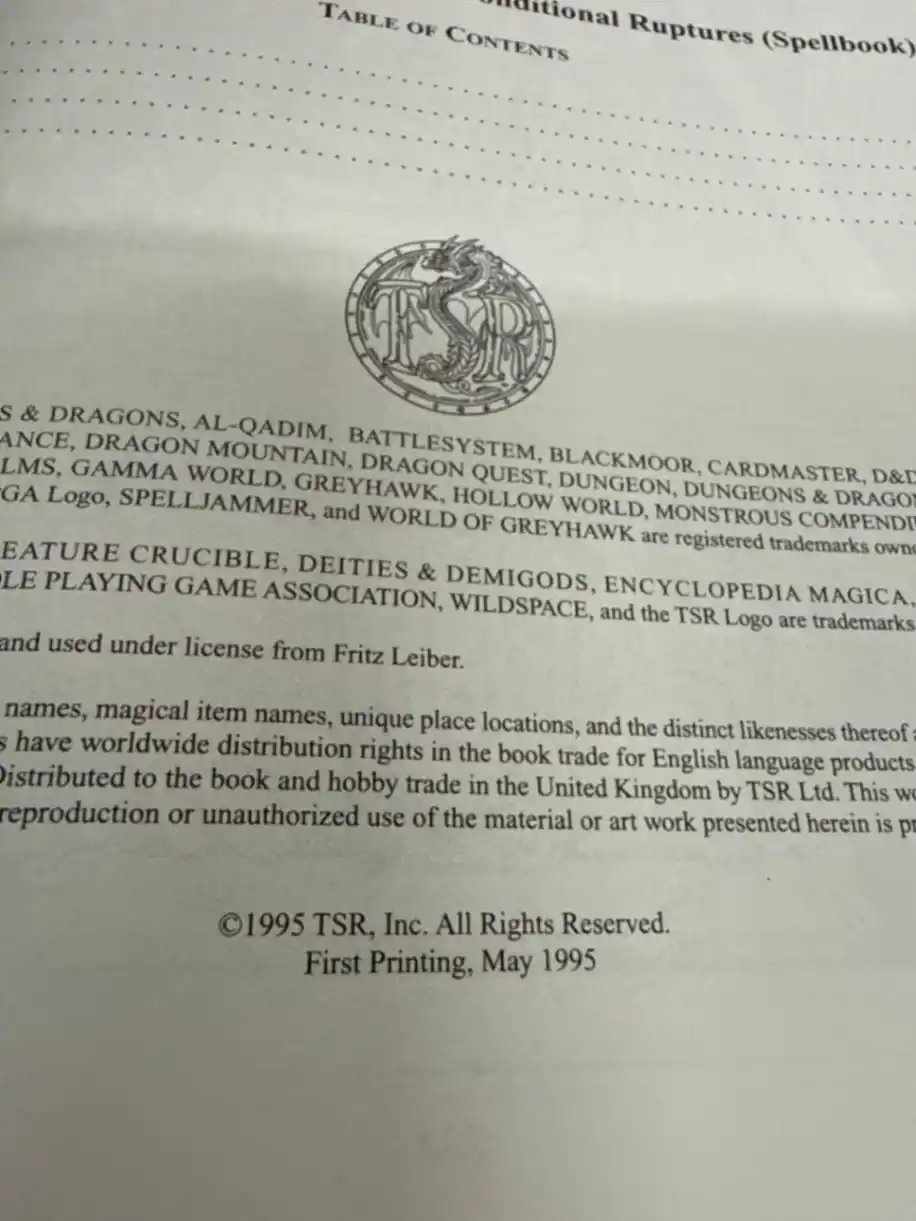 Ruptures (Spellbook)
TABLE OF CONTENTS
TSR
S & DRAGONS, AL-QADIM, BATTLESYSTEM, BLACKMOOR, CARDMASTER, D&D
ANCE, DRAGON MOUNTAIN, DRAGON QUEST, DUNGEON, DUNGEONS & DRAGO
LMS, GAMMA WORLD, GREYHAWK, HOLLOW WORLD, MONSTROUS COMPENDI
GA Logo, SPELLJAMMER, and WORLD OF GREYHAWK are registered trademarks owne
EATURE CRUCIBLE, DEITIES & DEMIGODS, ENCYCLOPEDIA MAGICA,
LE PLAYING GAME ASSOCIATION, WILDSPACE, and the TSR Logo are trademarks
and used under license from Fritz Leiber.
names, magical item names, unique place locations, and the distinct likenesses thereof
s have worldwide distribution rights in the book trade for English language products
Distributed to the book and hobby trade in the United Kingdom by TSR Ltd. This wo
reproduction or unauthorized use of the material or art work presented herein is pr
©1995 TSR, Inc. All Rights Reserved.
First Printing, May 1995